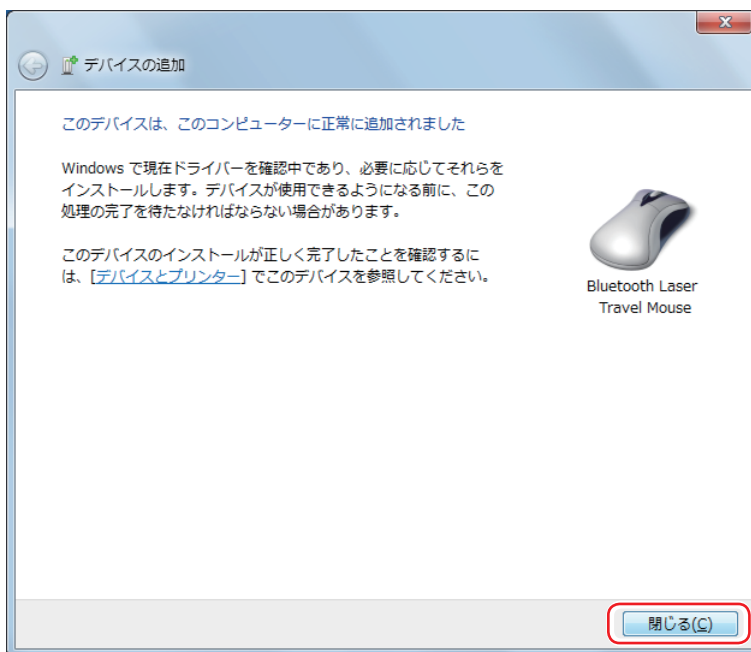 デバイスの追加
このデバイスは、このコンピューターに正常に追加されました
Windows で現在ドライバーを確認中であり、必要に応じてそれらを
インストールします。デバイスが使用できるようになる前に、この
処理の完了を待たなければならない場合があります。
このデバイスのインストールが正しく完了したことを確認するに
は、[デバイスとプリンター] でこのデバイスを参照してください。
Bluetooth Laser
Travel Mouse
閉じる(C)